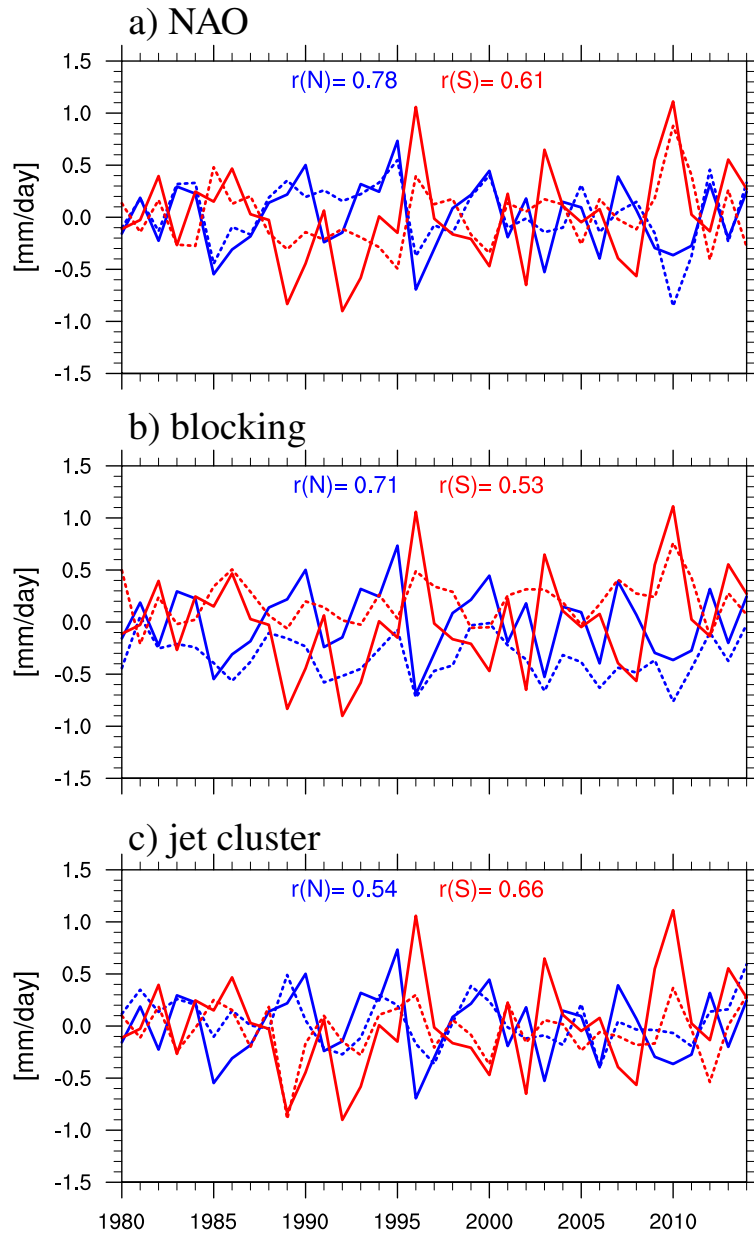 a) NAO
r(N)= 0.78 r(S)= 0.61
1.5
1.0
0.5
0.0
-0.5
-1.0
-1.5
[mm/day]
b) blocking
r(N)= 0.71 r(S)= 0.53
1.5
1.0
0.5
0.0
-0.5
-1.0
-1.5
[mm/day]
c) jet cluster
r(N)= 0.54 r(S)= 0.66
1.5
1.0
0.5
0.0
-0.5
-1.0
-1.5
[mm/day]
1980 1985 1990 1995 2000 2005 2010